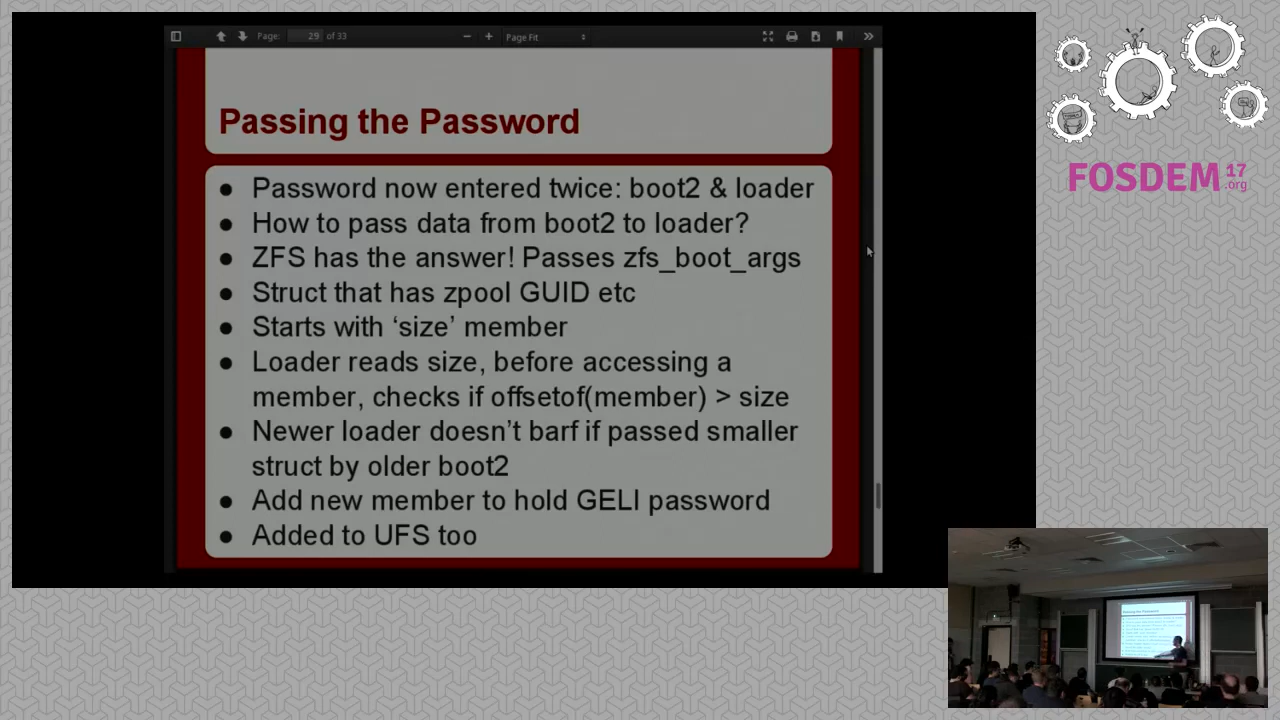 Page:
29
of 33
Page Fit
Passing the Password
● Password now entered twice: boot2 & loader
● How to pass data from boot2 to loader?
● ZFS has the answer! Passes zfs_boot_args
● Struct that has zpool GUID etc
● Starts with ‘size’ member
● Loader reads size, before accessing a
member, checks if offsetof(member) > size
● Newer loader doesn’t barf if passed smaller
struct by older boot2
● Add new member to hold GELI password
● Added to UFS too
FOSDEM 17
.org
Passing the Password